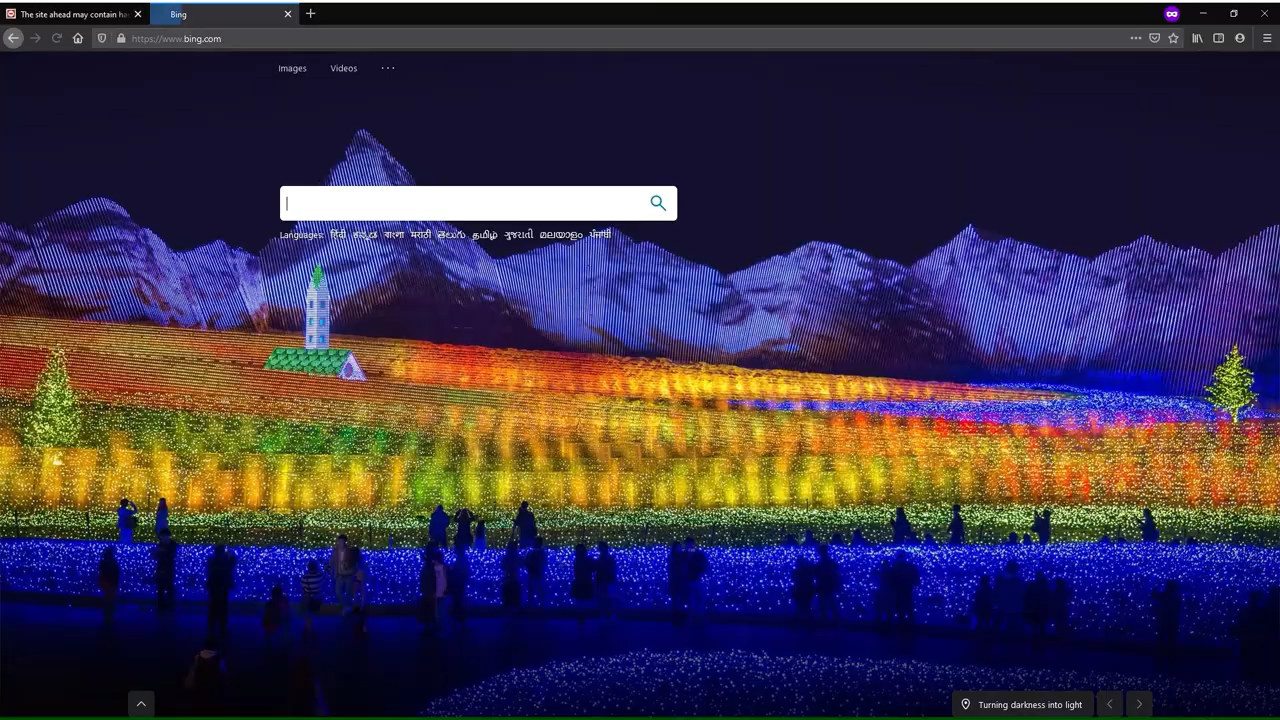 The site ahead may contain ha
Bing
https://www.bing.com
Images
Videos
Languages: हिंदी ಕನ್ನಡ বাংলা मराठी తెలుగు தமிழ் ગુજરાતી മലയാളം ਪੰਜਾਬੀ
Turning darkness into light